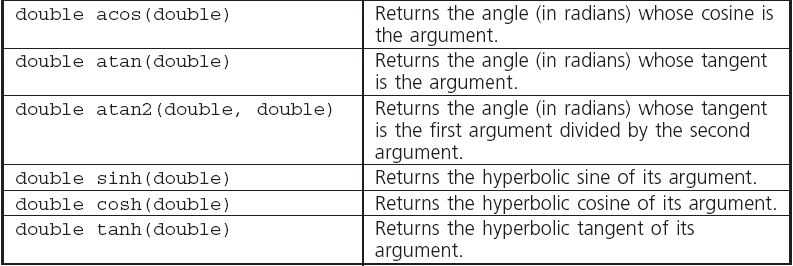 double acos(double)
Returns the angle (in radians) whose cosine is
the argument.
double atan(double)
Returns the angle (in radians) whose tangent
is the argument.
double atan2(double, double)
Returns the angle (in radians) whose tangent
is the first argument divided by the second
argument.
double sinh(double)
Returns the hyperbolic sine of its argument.
double cosh(double)
Returns the hyperbolic cosine of its argument.
double tanh(double)
Returns the hyperbolic tangent of its
argument.